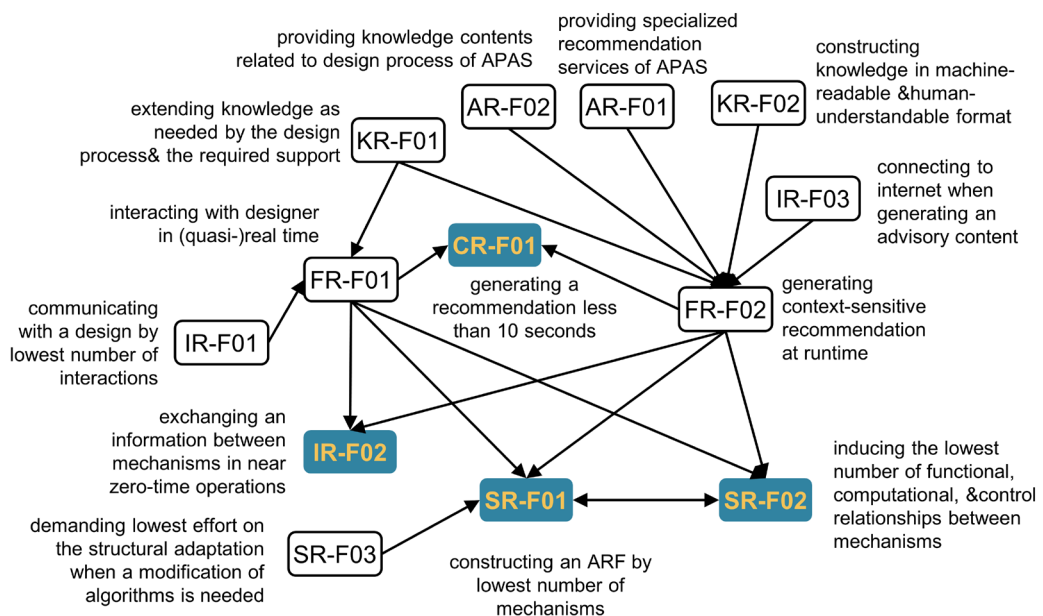 providing knowledge contents
related to design process of APAS
providing specialized
recommendation
services of APAS
constructing
knowledge in machine-
readable &human-
understandable format
AR-F02
AR-F01
KR-F02
extending knowledge as
needed by the design
process& the required support
KR-F01
connecting to
internet when
generating an
advisory content
IR-F03
interacting with designer
in (quasi-)real time
CR-F01
FR-F01
generating a
recommendation less
than 10 seconds
FR-F02
generating
context-sensitive
recommendation
at runtime
communicating
with a design by
lowest number of
interactions
IR-F01
exchanging an
information between
mechanisms in near
zero-time operations
IR-F02
SR-F01
SR-F02
inducing the lowest
number of functional,
computational, &control
relationships between
mechanisms
demanding lowest effort on
the structural adaptation
when a modification of
algorithms is needed
SR-F03
constructing an ARF by
lowest number of
mechanisms